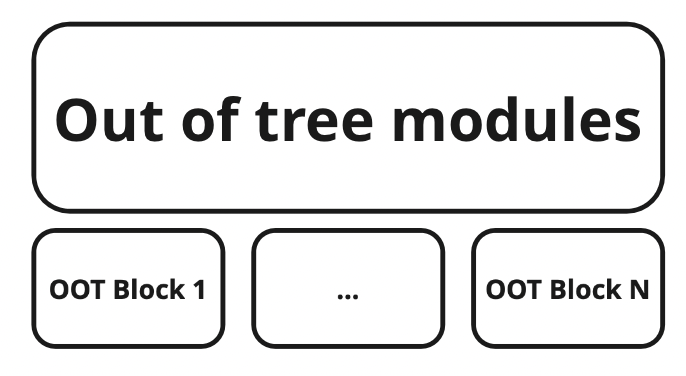 Out of tree modules
OOT Block 1
...
OOT Block N